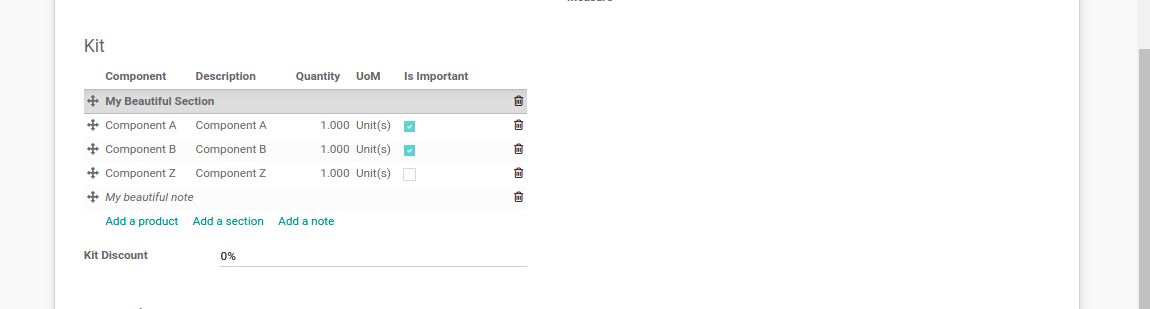 Kit
Component Description Quantity UoM Is Important
My Beautiful Section
Component A Component A 1.000 Unit(s)
Component B Component B 1.000 Unit(s)
Component Z Component Z 1.000 Unit(s)
My beautiful note
Add a product Add a section Add a note
Kit Discount 0%